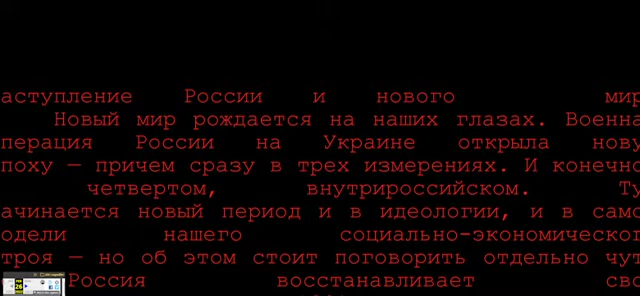 аступление России и нового мир
Новый мир рождается на наших глазах. Военна
перация России на Украине открыла нову
поху — причем сразу в трех измерениях. И конечно
четвертом, внутрироссийском. Ту
ачинается новый период и в идеологии, и в само
одели нашего социально-экономическог
троя — но об этом стоит поговорить отдельно чут
Россия восстанавливает сво
26